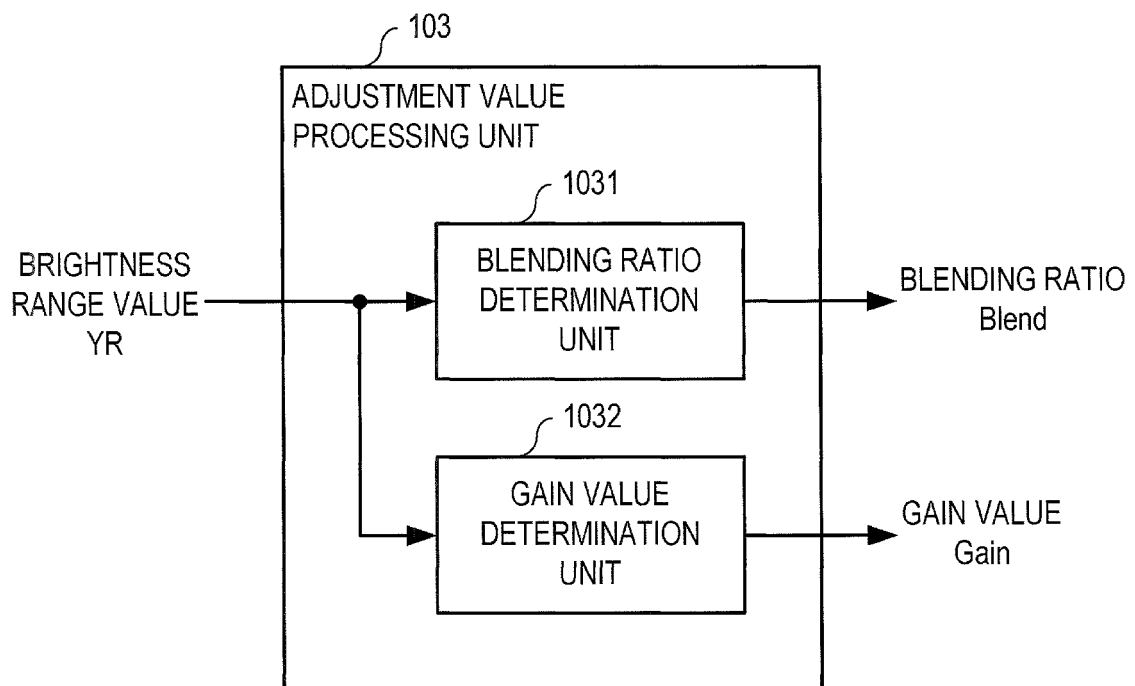 103
ADJUSTMENT VALUE
PROCESSING UNIT
1031
BLENDING RATIO
DETERMINATION
UNIT
BRIGHTNESS
RANGE VALUE
YR
BLENDING RATIO
Blend
1032
GAIN VALUE
DETERMINATION
UNIT
GAIN VALUE
Gain